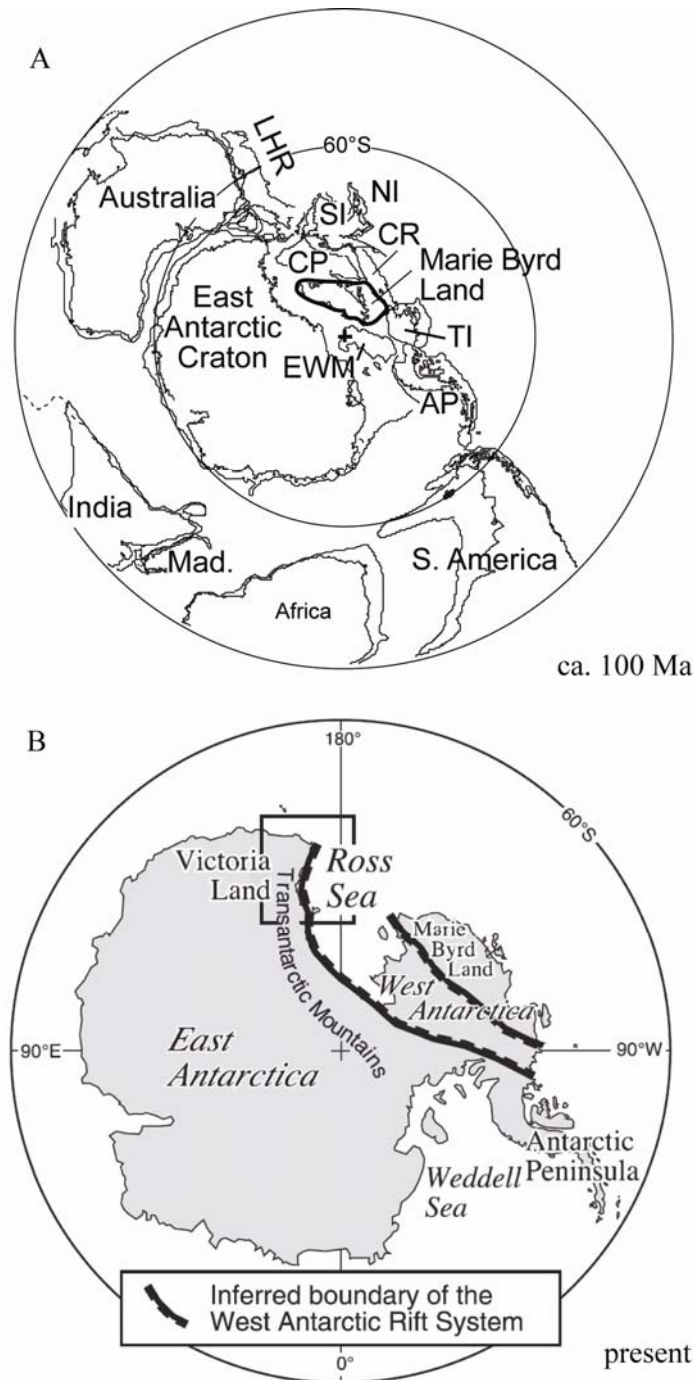 A
60°S
LHR
NI
SI
Australia
CR
CP
Marie Byrd
Land
East
Antarctic
Craton
TI
EWM
AP
India
Mad.
S. America
Africa
ca. 100 Ma
B
180°
60°S
Victoria
Land
Ross
Sea
Transantarctic Mountains
Marie
Byrd
Land
West
Antarctica
90°E
East
Antarctica
90°W
Antarctic
Peninsula
Weddell
Sea
Inferred boundary of the
West Antarctic Rift System
present
0°